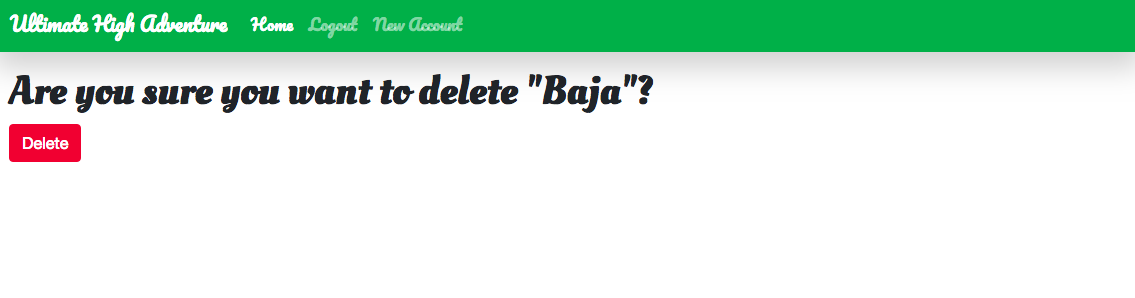 Ultimate High Adventure Home Logout New Account
Are you sure you want to delete "Baja"?
Delete